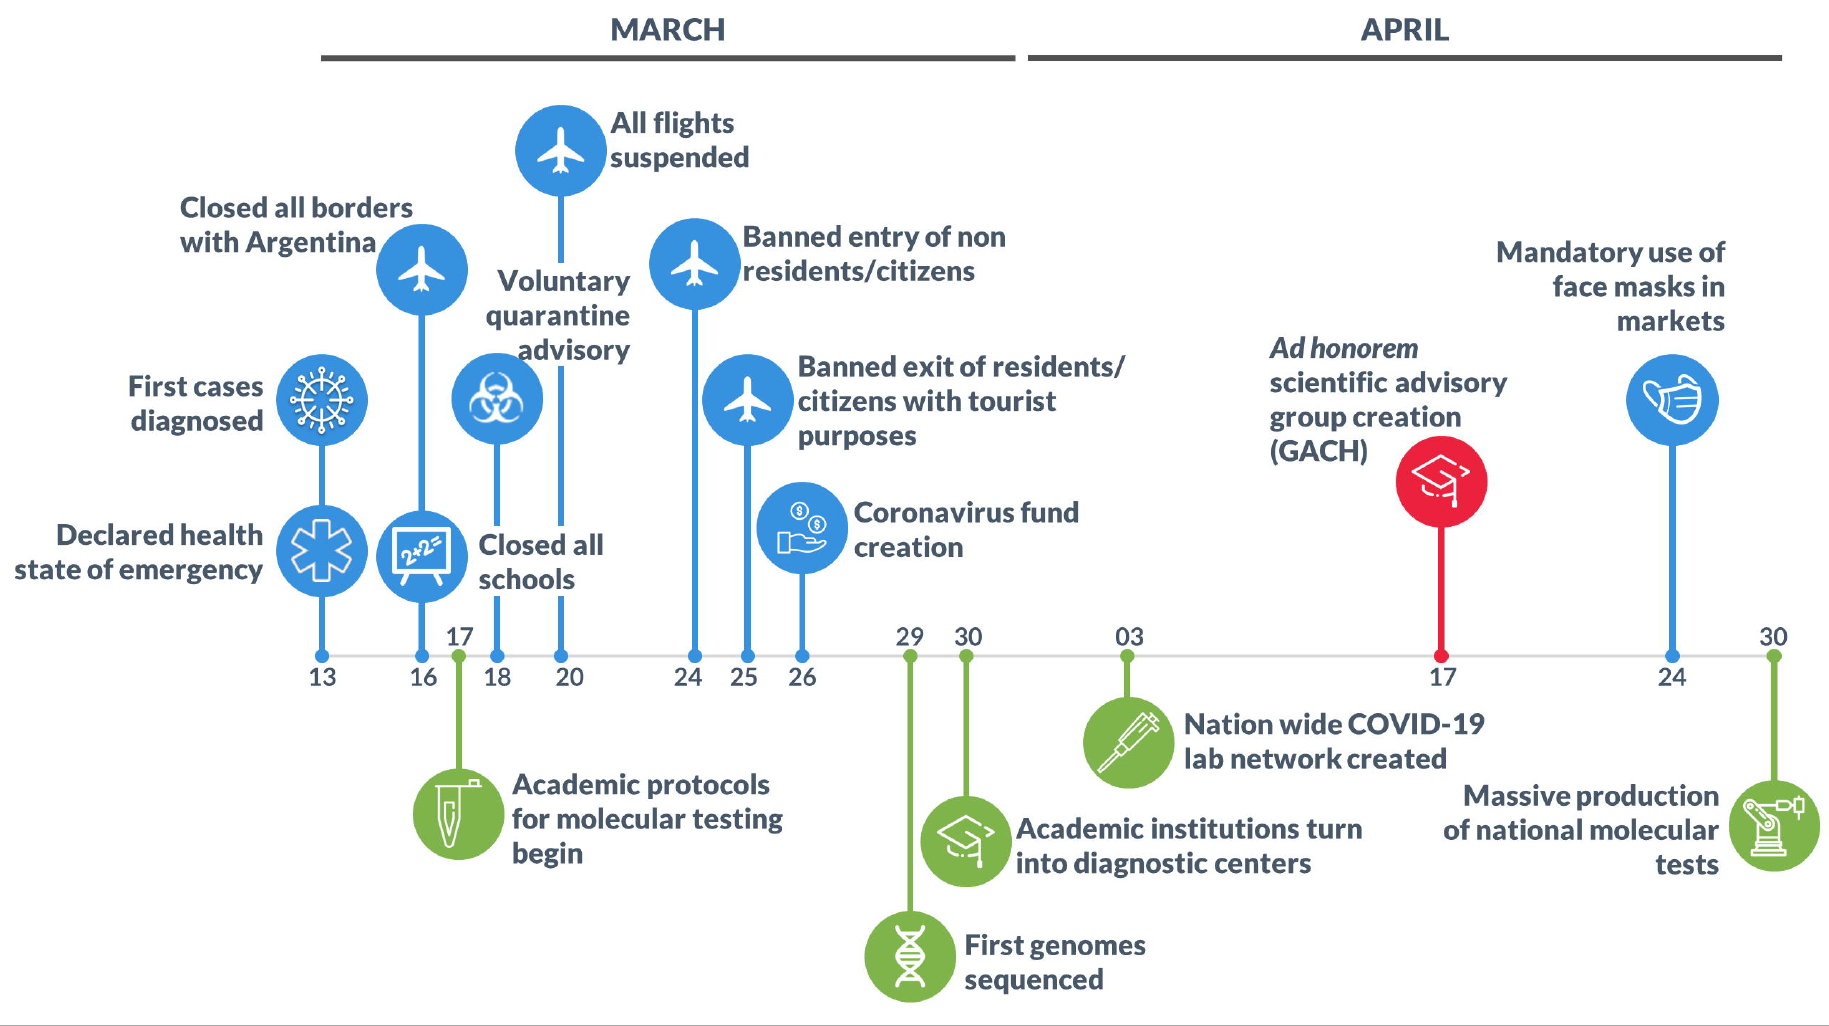 MARCH
APRIL
All flights
suspended
Closed all borders
with Argentina
Voluntary
quarantine
advisory
Banned entry of non
residents/citizens
Mandatory use of
face masks in
markets
First cases
diagnosed
Banned exit of residents/
citizens with tourist
purposes
Ad honorem
scientific advisory
group creation
(GACH)
Declared health
state of emergency
2+2=
Closed all
schools
$
$
Coronavirus fund
creation
17
29
30
03
30
13
16
18
20
24
25
26
17
24
Academic protocols
for molecular testing
begin
Nation wide COVID-19
lab network created
Academic institutions turn
into diagnostic centers
Massive production
of national molecular
tests
First genomes
sequenced